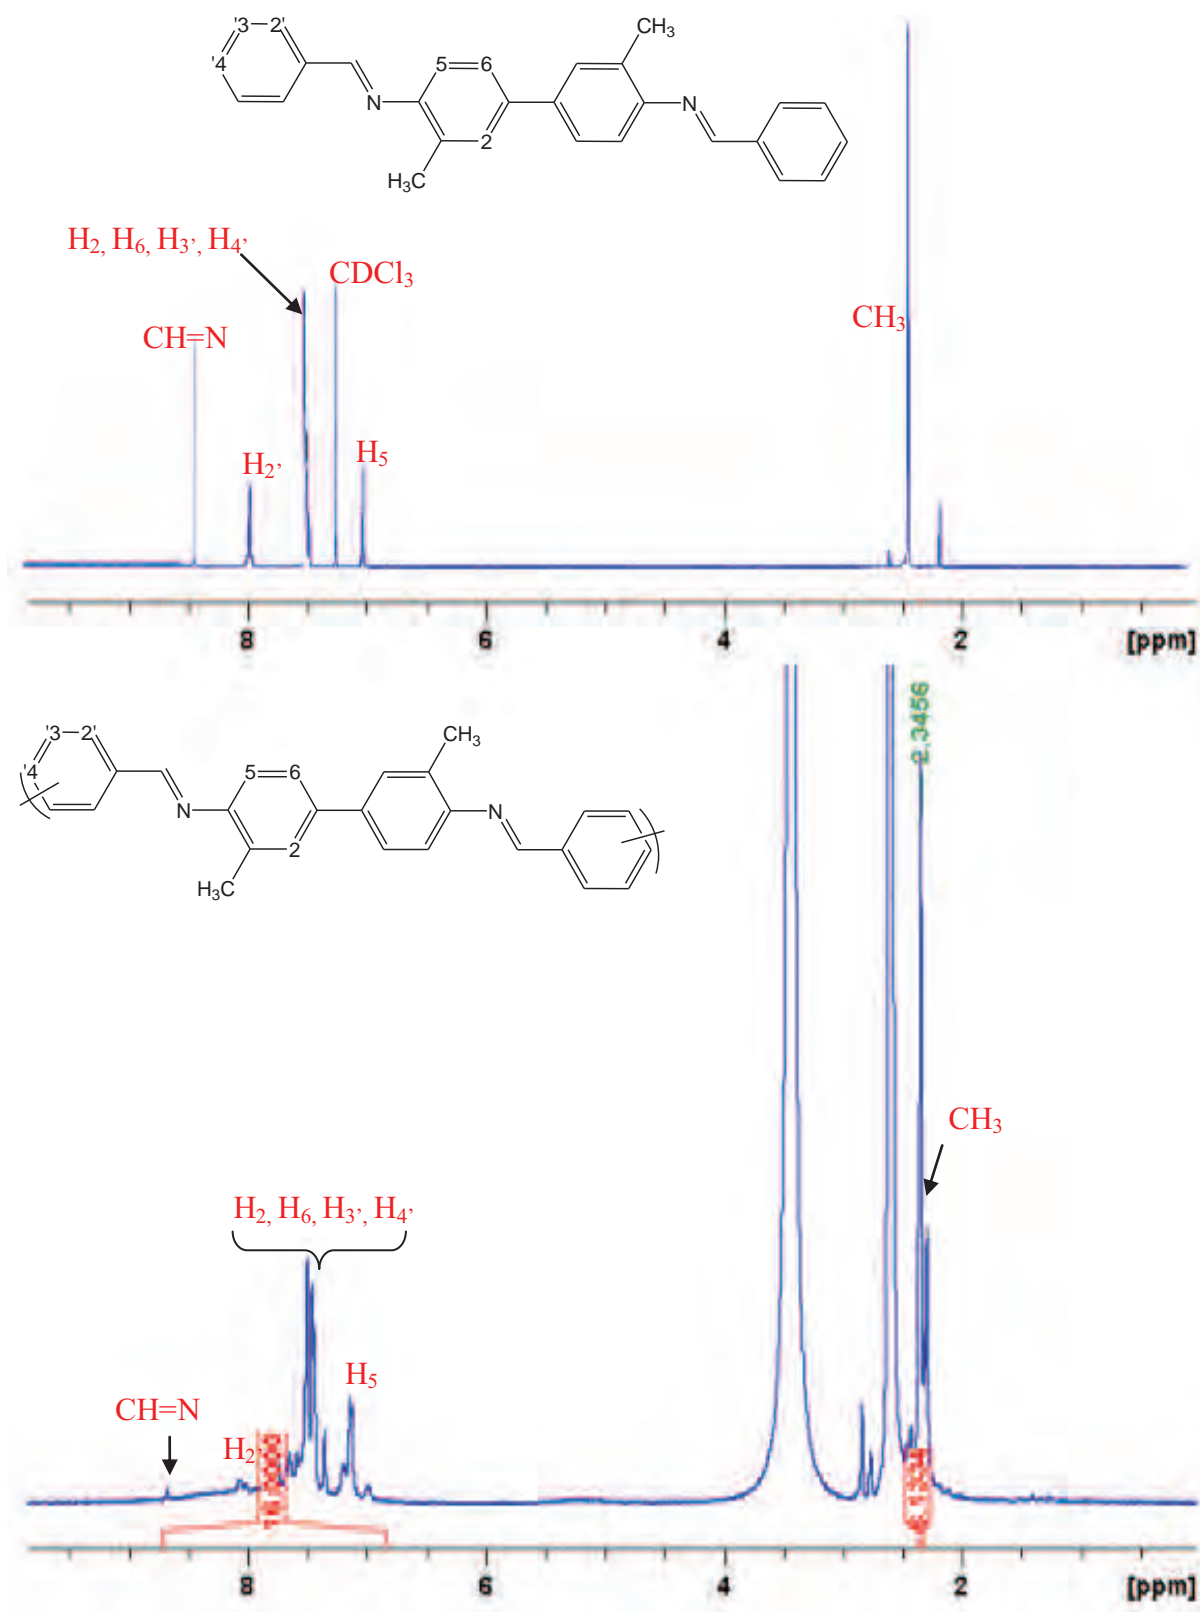 CH3
'3 2'
'4 5 6
N N
2
H3C
H2, H6, H3', H4'
CDCl3
CH3
CH=N
H5
H2'
8 6 4 2 [ppm]
2.3456
'3 2' CH3
'4 5 6
N N
2
H3C
CH3
H2, H6, H3', H4'
H5
CH=N
H2'
8 6 4 2 [ppm]